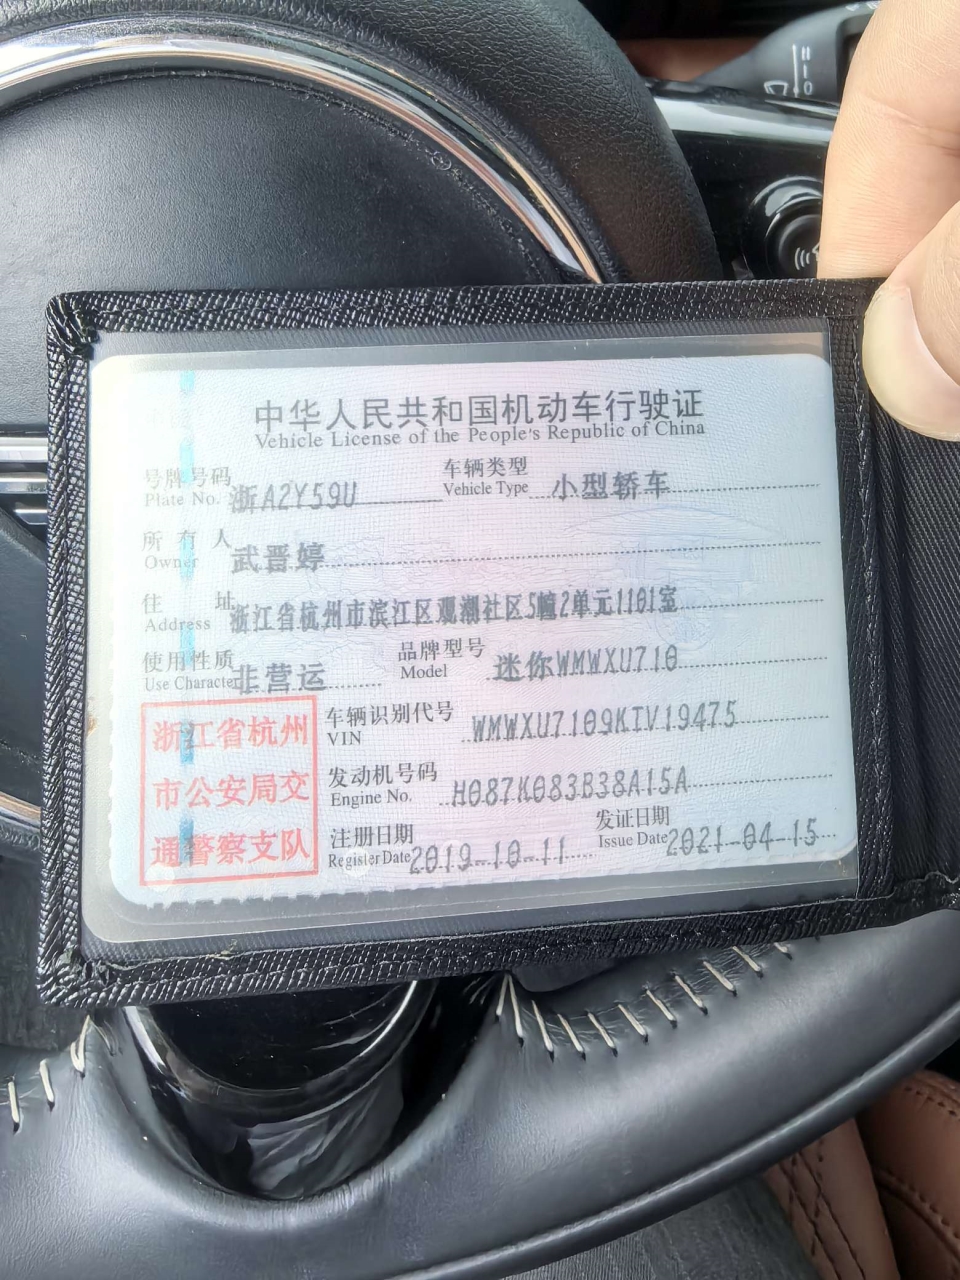 中华人民共和国机动车行驶证
Vehicle License of the People's Republic of China
号牌号码 浙A2Y59U 车辆类型 小型轿车
Plate No. Vehicle Type
所有人 武晋婷
Owner
住址 浙江省杭州市滨江区观潮社区5幢2单元1101室
Address
使用性质 非营运 品牌型号 迷你WMWXU710
Use Character Model
浙江省杭州
市公安局交
通警察支队
车辆识别代号 WMWXU7109KTV19475
VIN
发动机号码 H087K083B38A15A
Engine No.
注册日期 2019-10-11 发证日期 2021-04-15
Register Date Issue Date